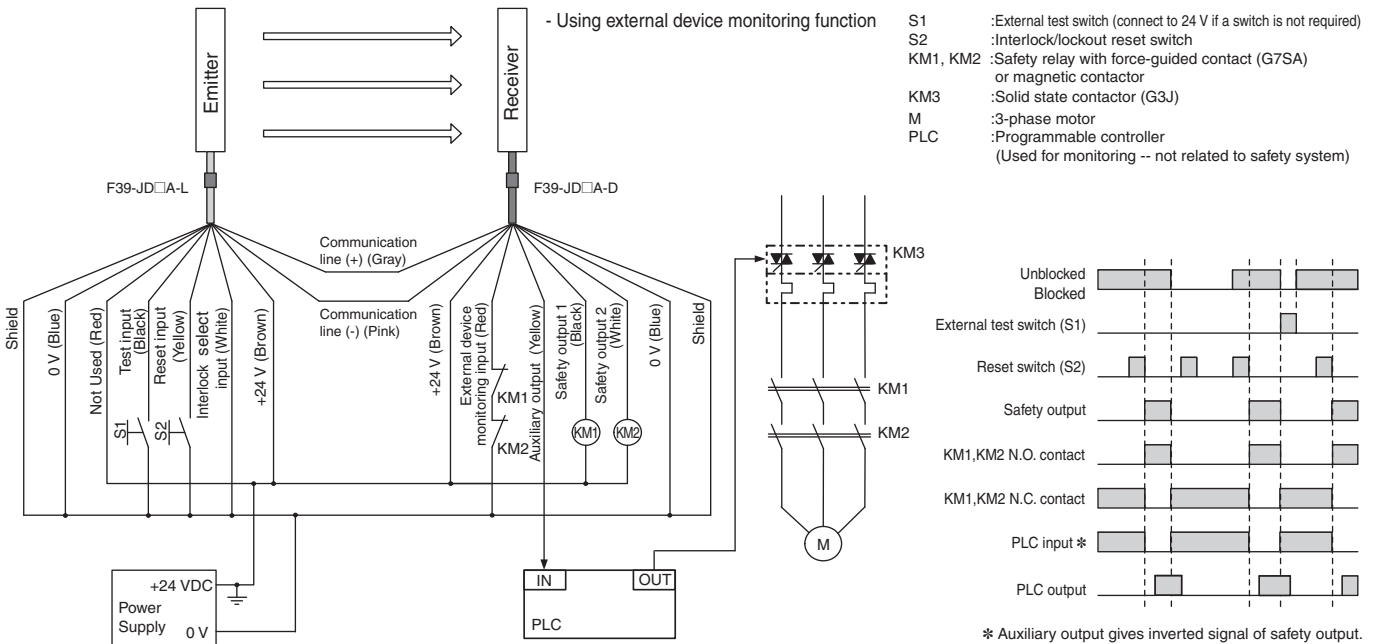 - Using external device monitoring function
S1 :External test switch (connect to 24 V if a switch is not required)
S2 :Interlock/lockout reset switch
KM1, KM2 :Safety relay with force-guided contact (G7SA)
or magnetic contactor
KM3 :Solid state contactor (G3J)
M :3-phase motor
PLC :Programmable controller
(Used for monitoring -- not related to safety system)
Emitter
Receiver
F39-JD□A-L
F39-JD□A-D
Communication
line (+) (Gray)
Communication
line (-) (Pink)
Shield
0 V (Blue)
Not Used (Red)
Test input
(Black)
Reset input
(Yellow)
Interlock select
input (White)
+24 V (Brown)
+24 V (Brown)
External device
monitoring input (Red)
Auxiliary output (Yellow)
Safety output 1
(Black)
Safety output 2
(White)
0 V (Blue)
Shield
S1
S2
KM1
KM2
KM1
KM2
KM3
KM1
KM2
M
+24 VDC
Power
Supply
0 V
IN
OUT
PLC
Unblocked
Blocked
External test switch (S1)
Reset switch (S2)
Safety output
KM1,KM2 N.O. contact
KM1,KM2 N.C. contact
PLC input ✻
PLC output
✻ Auxiliary output gives inverted signal of safety output.